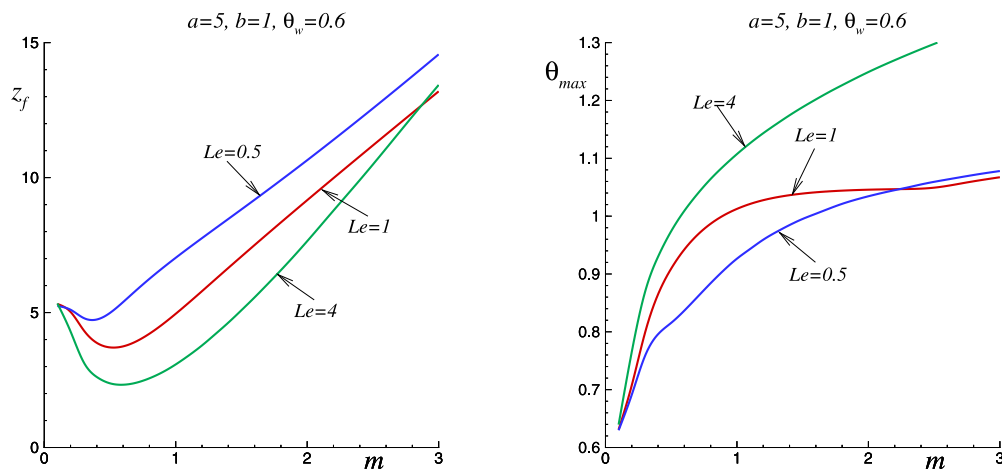 a=5, b=1, θw=0.6
15
zf
10
5
0
0
1
2
m
3
Le=0.5
Le=1
Le=4
a=5, b=1, θw=0.6
1.3
θmax
1.2
1.1
1
0.9
0.8
0.7
0.6
0
1
2
m
3
Le=4
Le=1
Le=0.5